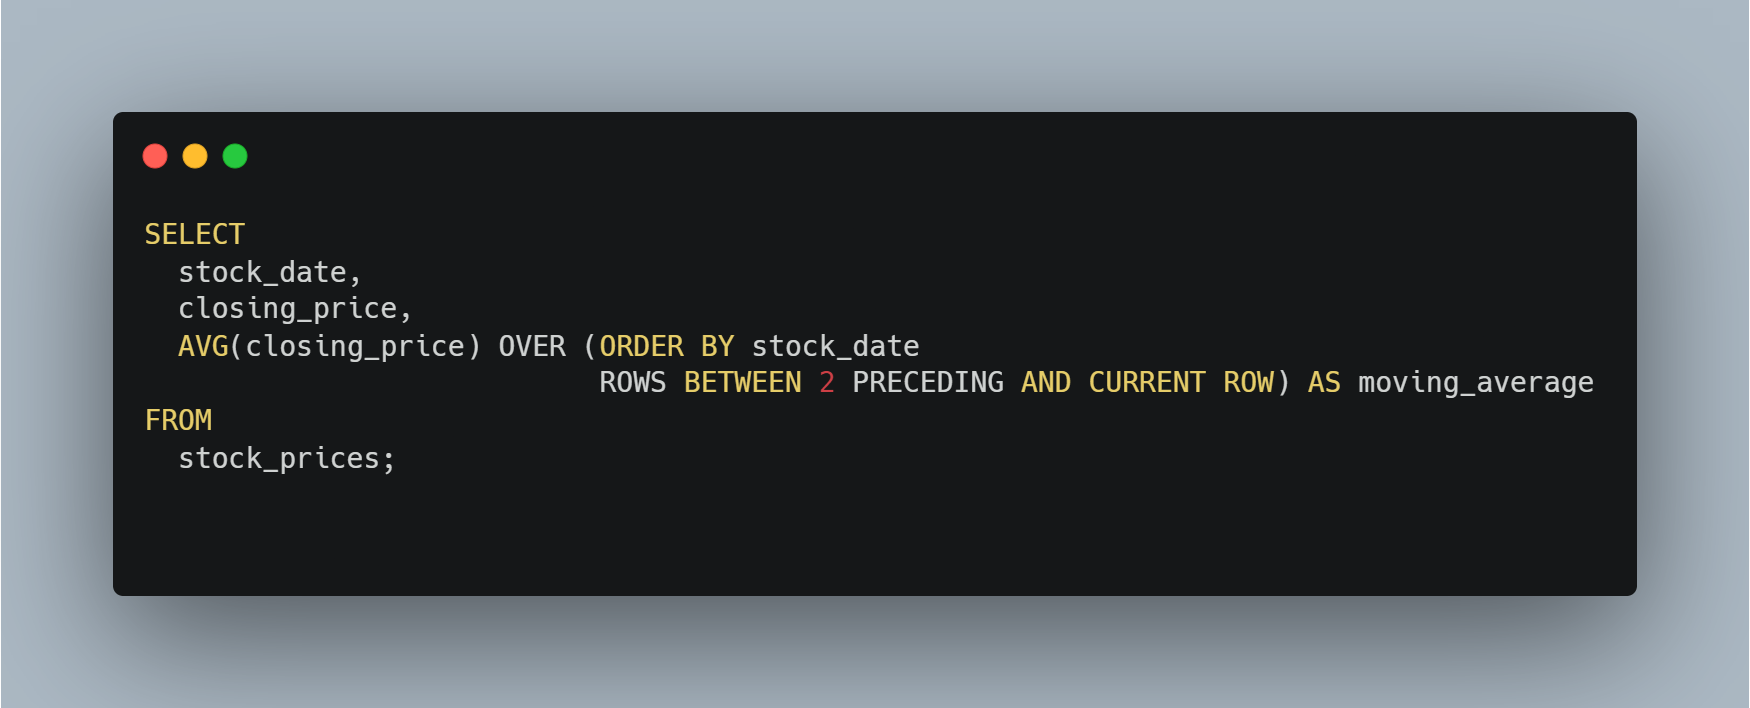 SELECT
  stock_date,
  closing_price,
  AVG(closing_price) OVER (ORDER BY stock_date
                           ROWS BETWEEN 2 PRECEDING AND CURRENT ROW) AS moving_average
FROM
  stock_prices;